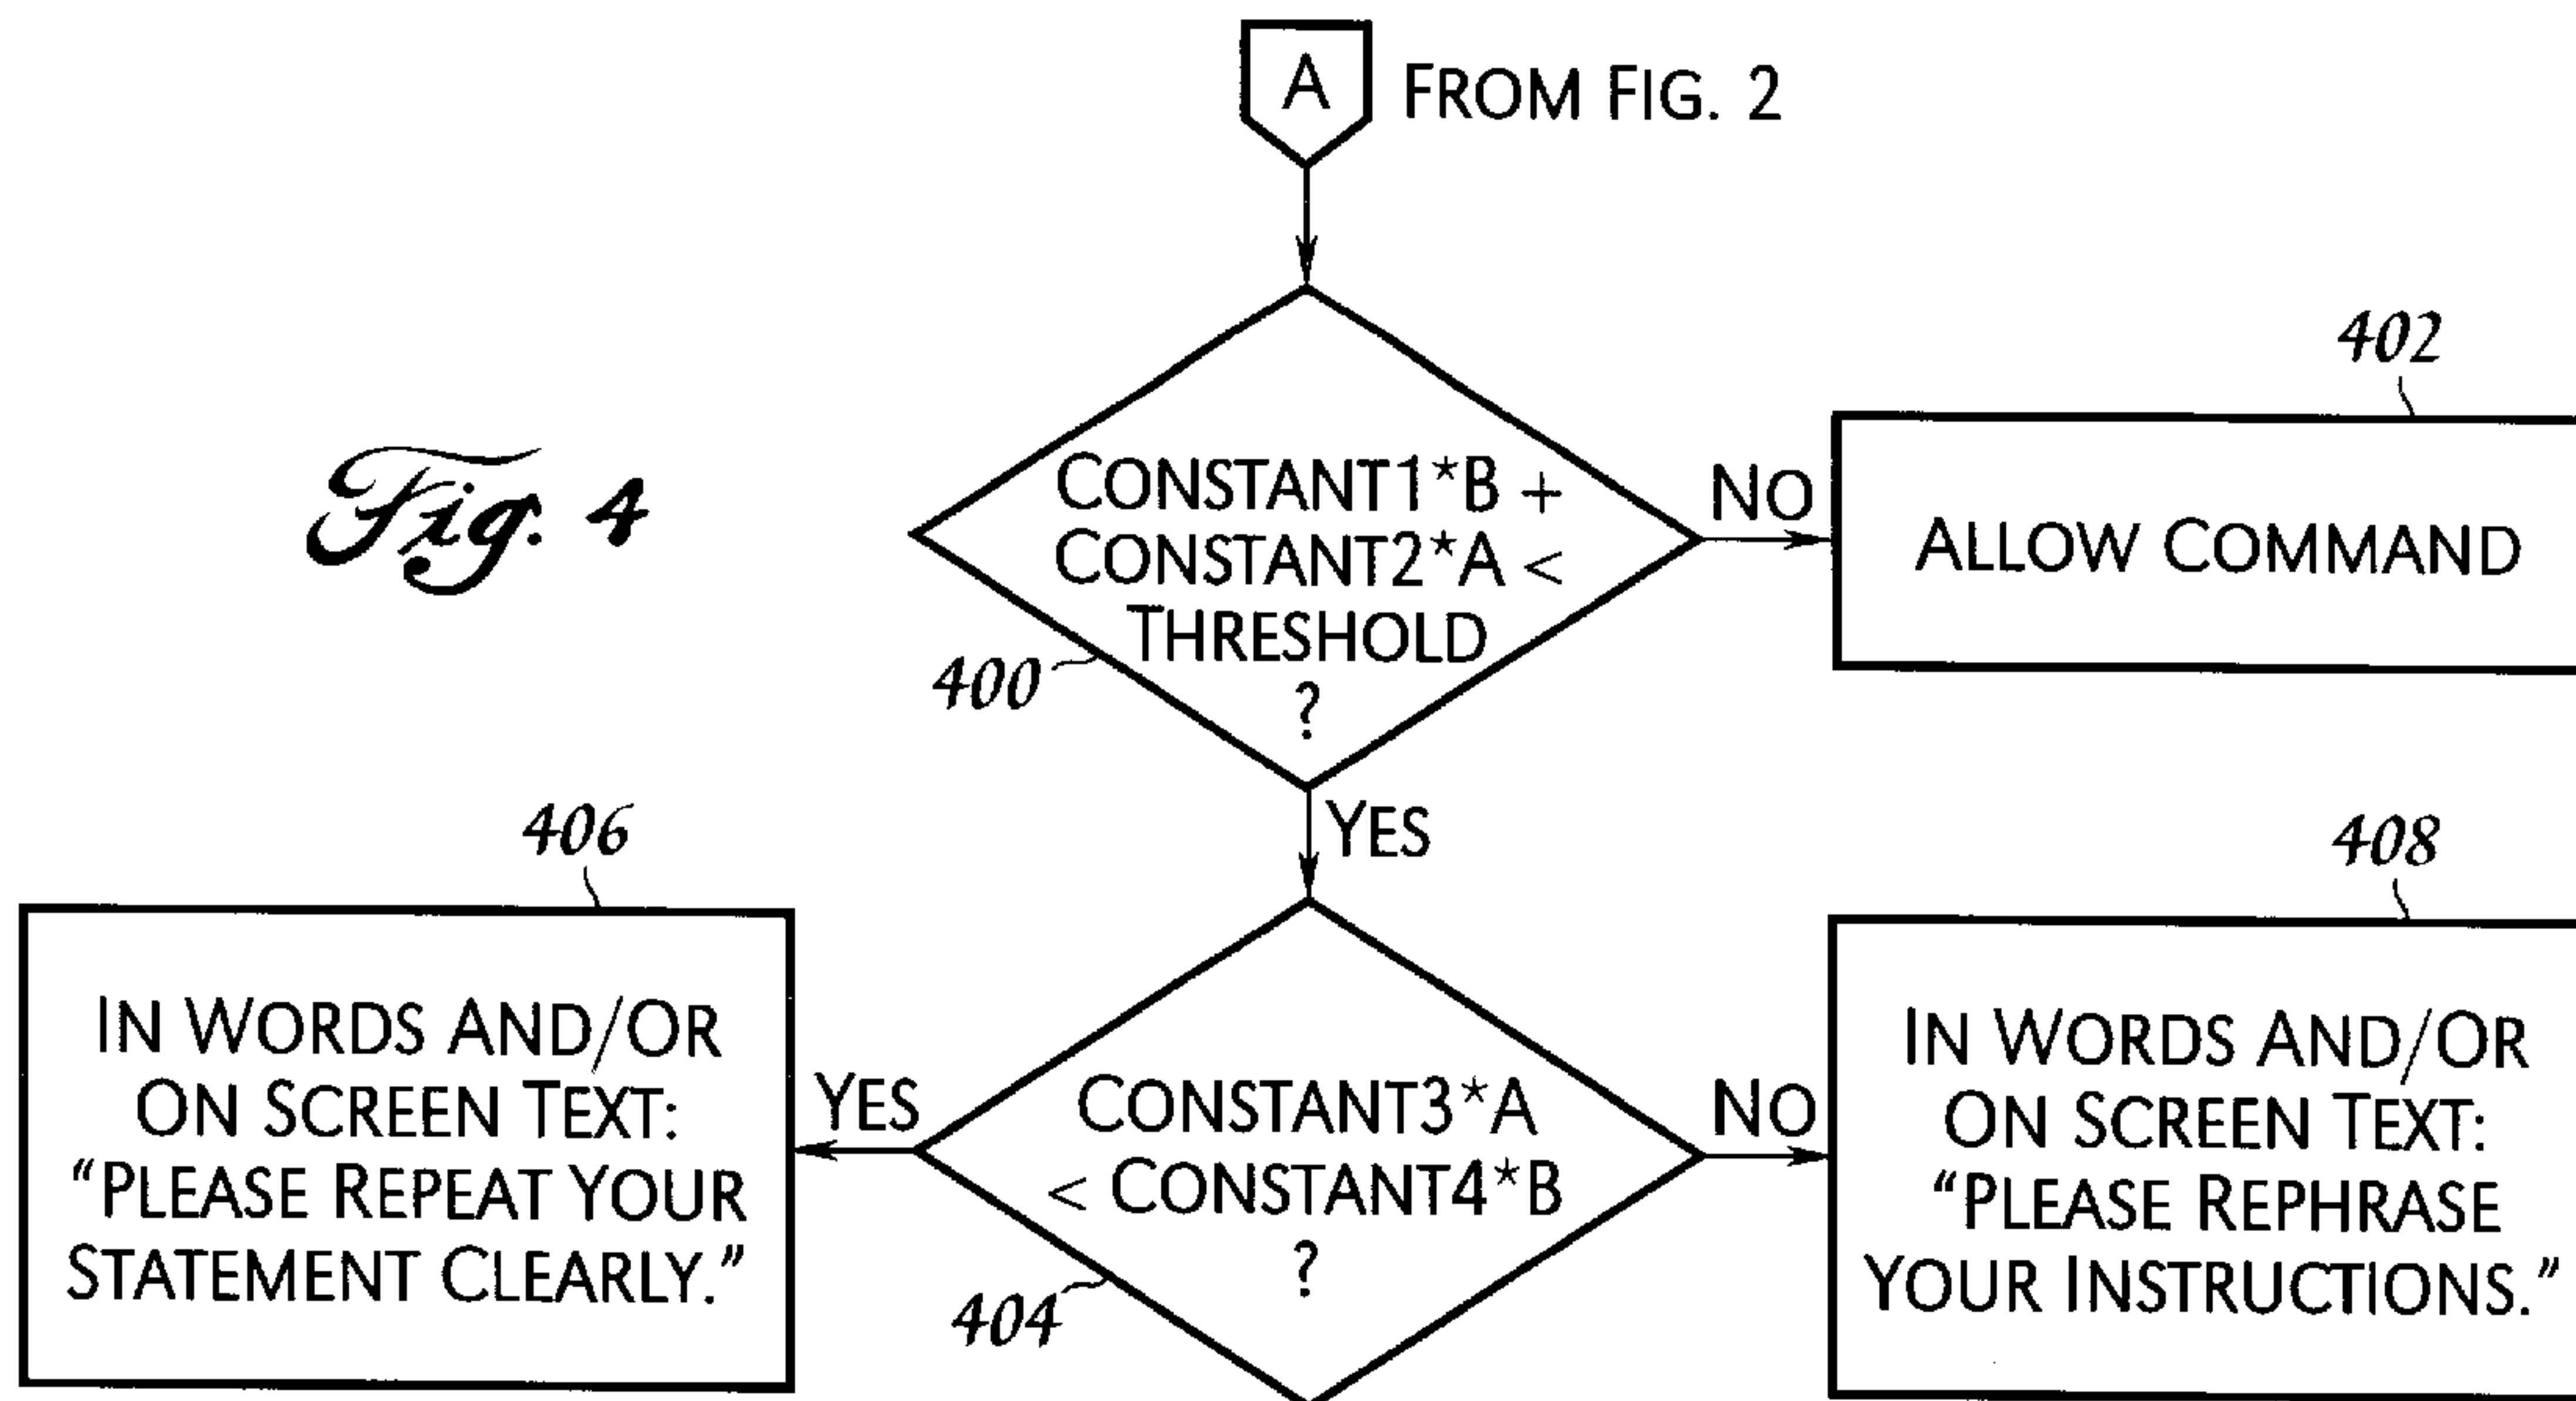 A FROM FIG. 2
402
Fig. 4
CONSTANT1*B +
CONSTANT2*A <
THRESHOLD
?
400
NO
ALLOW COMMAND
YES
406
408
IN WORDS AND/OR
ON SCREEN TEXT:
"PLEASE REPEAT YOUR
STATEMENT CLEARLY."
YES
CONSTANT3*A
< CONSTANT4*B
?
404
NO
IN WORDS AND/OR
ON SCREEN TEXT:
"PLEASE REPHRASE
YOUR INSTRUCTIONS."